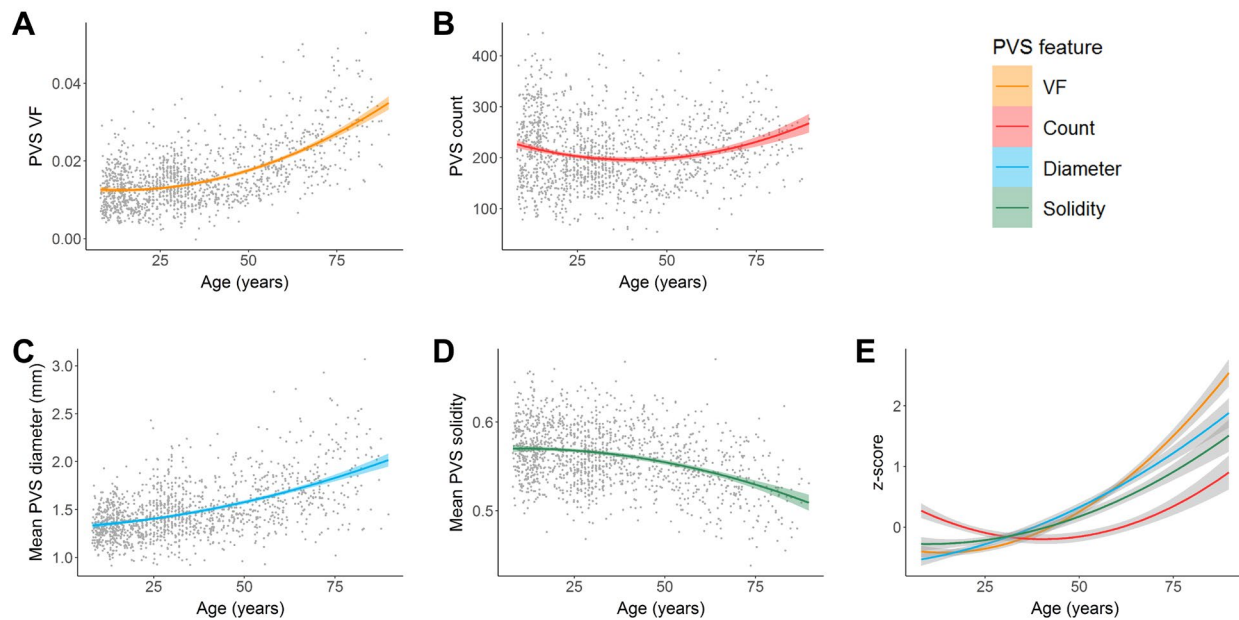 A
PVS VF
0.04
0.02
0.00
25
50
75
Age (years)
B
PVS count
400
300
200
100
25
50
75
Age (years)
PVS feature
VF
Count
Diameter
Solidity
C
Mean PVS diameter (mm)
3.0
2.5
2.0
1.5
1.0
25
50
75
Age (years)
D
Mean PVS solidity
0.6
0.5
25
50
75
Age (years)
E
z-score
2
1
0
25
50
75
Age (years)